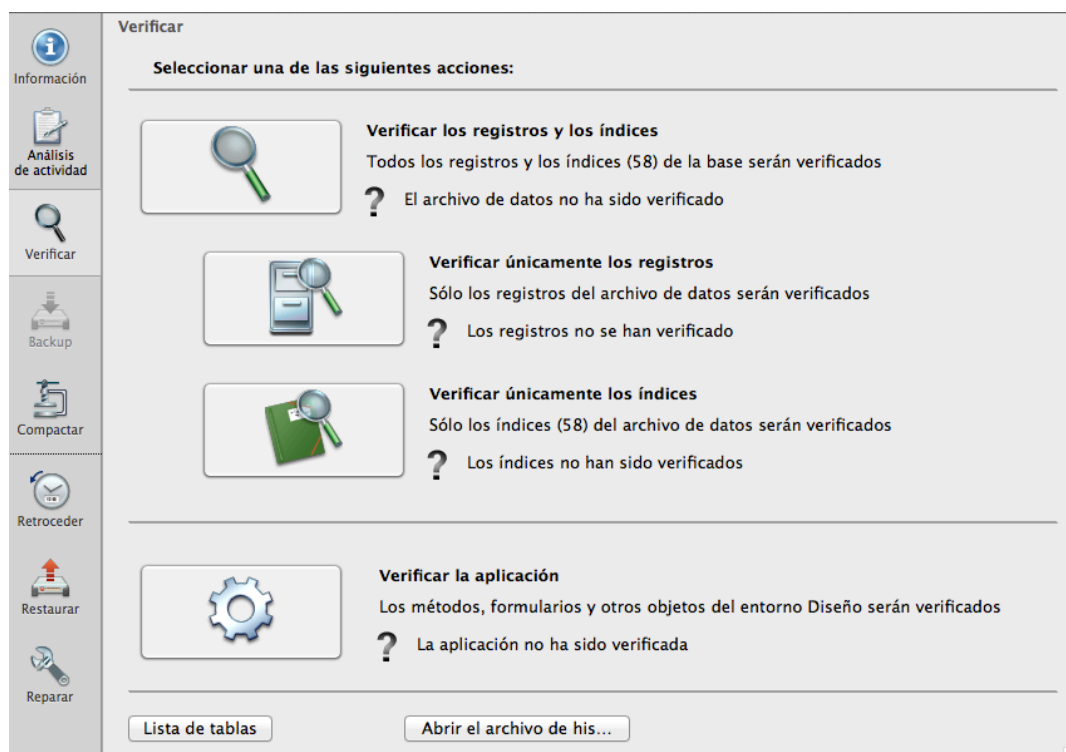 Información
Análisis
de actividad
Verificar
Backup
Compactar
Retroceder
Restaurar
Reparar
Verificar
Seleccionar una de las siguientes acciones:
Verificar los registros y los índices
Todos los registros y los índices (58) de la base serán verificados
? El archivo de datos no ha sido verificado
Verificar únicamente los registros
Sólo los registros del archivo de datos serán verificados
? Los registros no se han verificado
Verificar únicamente los índices
Sólo los índices (58) del archivo de datos serán verificados
? Los índices no han sido verificados
Verificar la aplicación
Los métodos, formularios y otros objetos del entorno Diseño serán verificados
? La aplicación no ha sido verificada
Lista de tablas
Abrir el archivo de his...